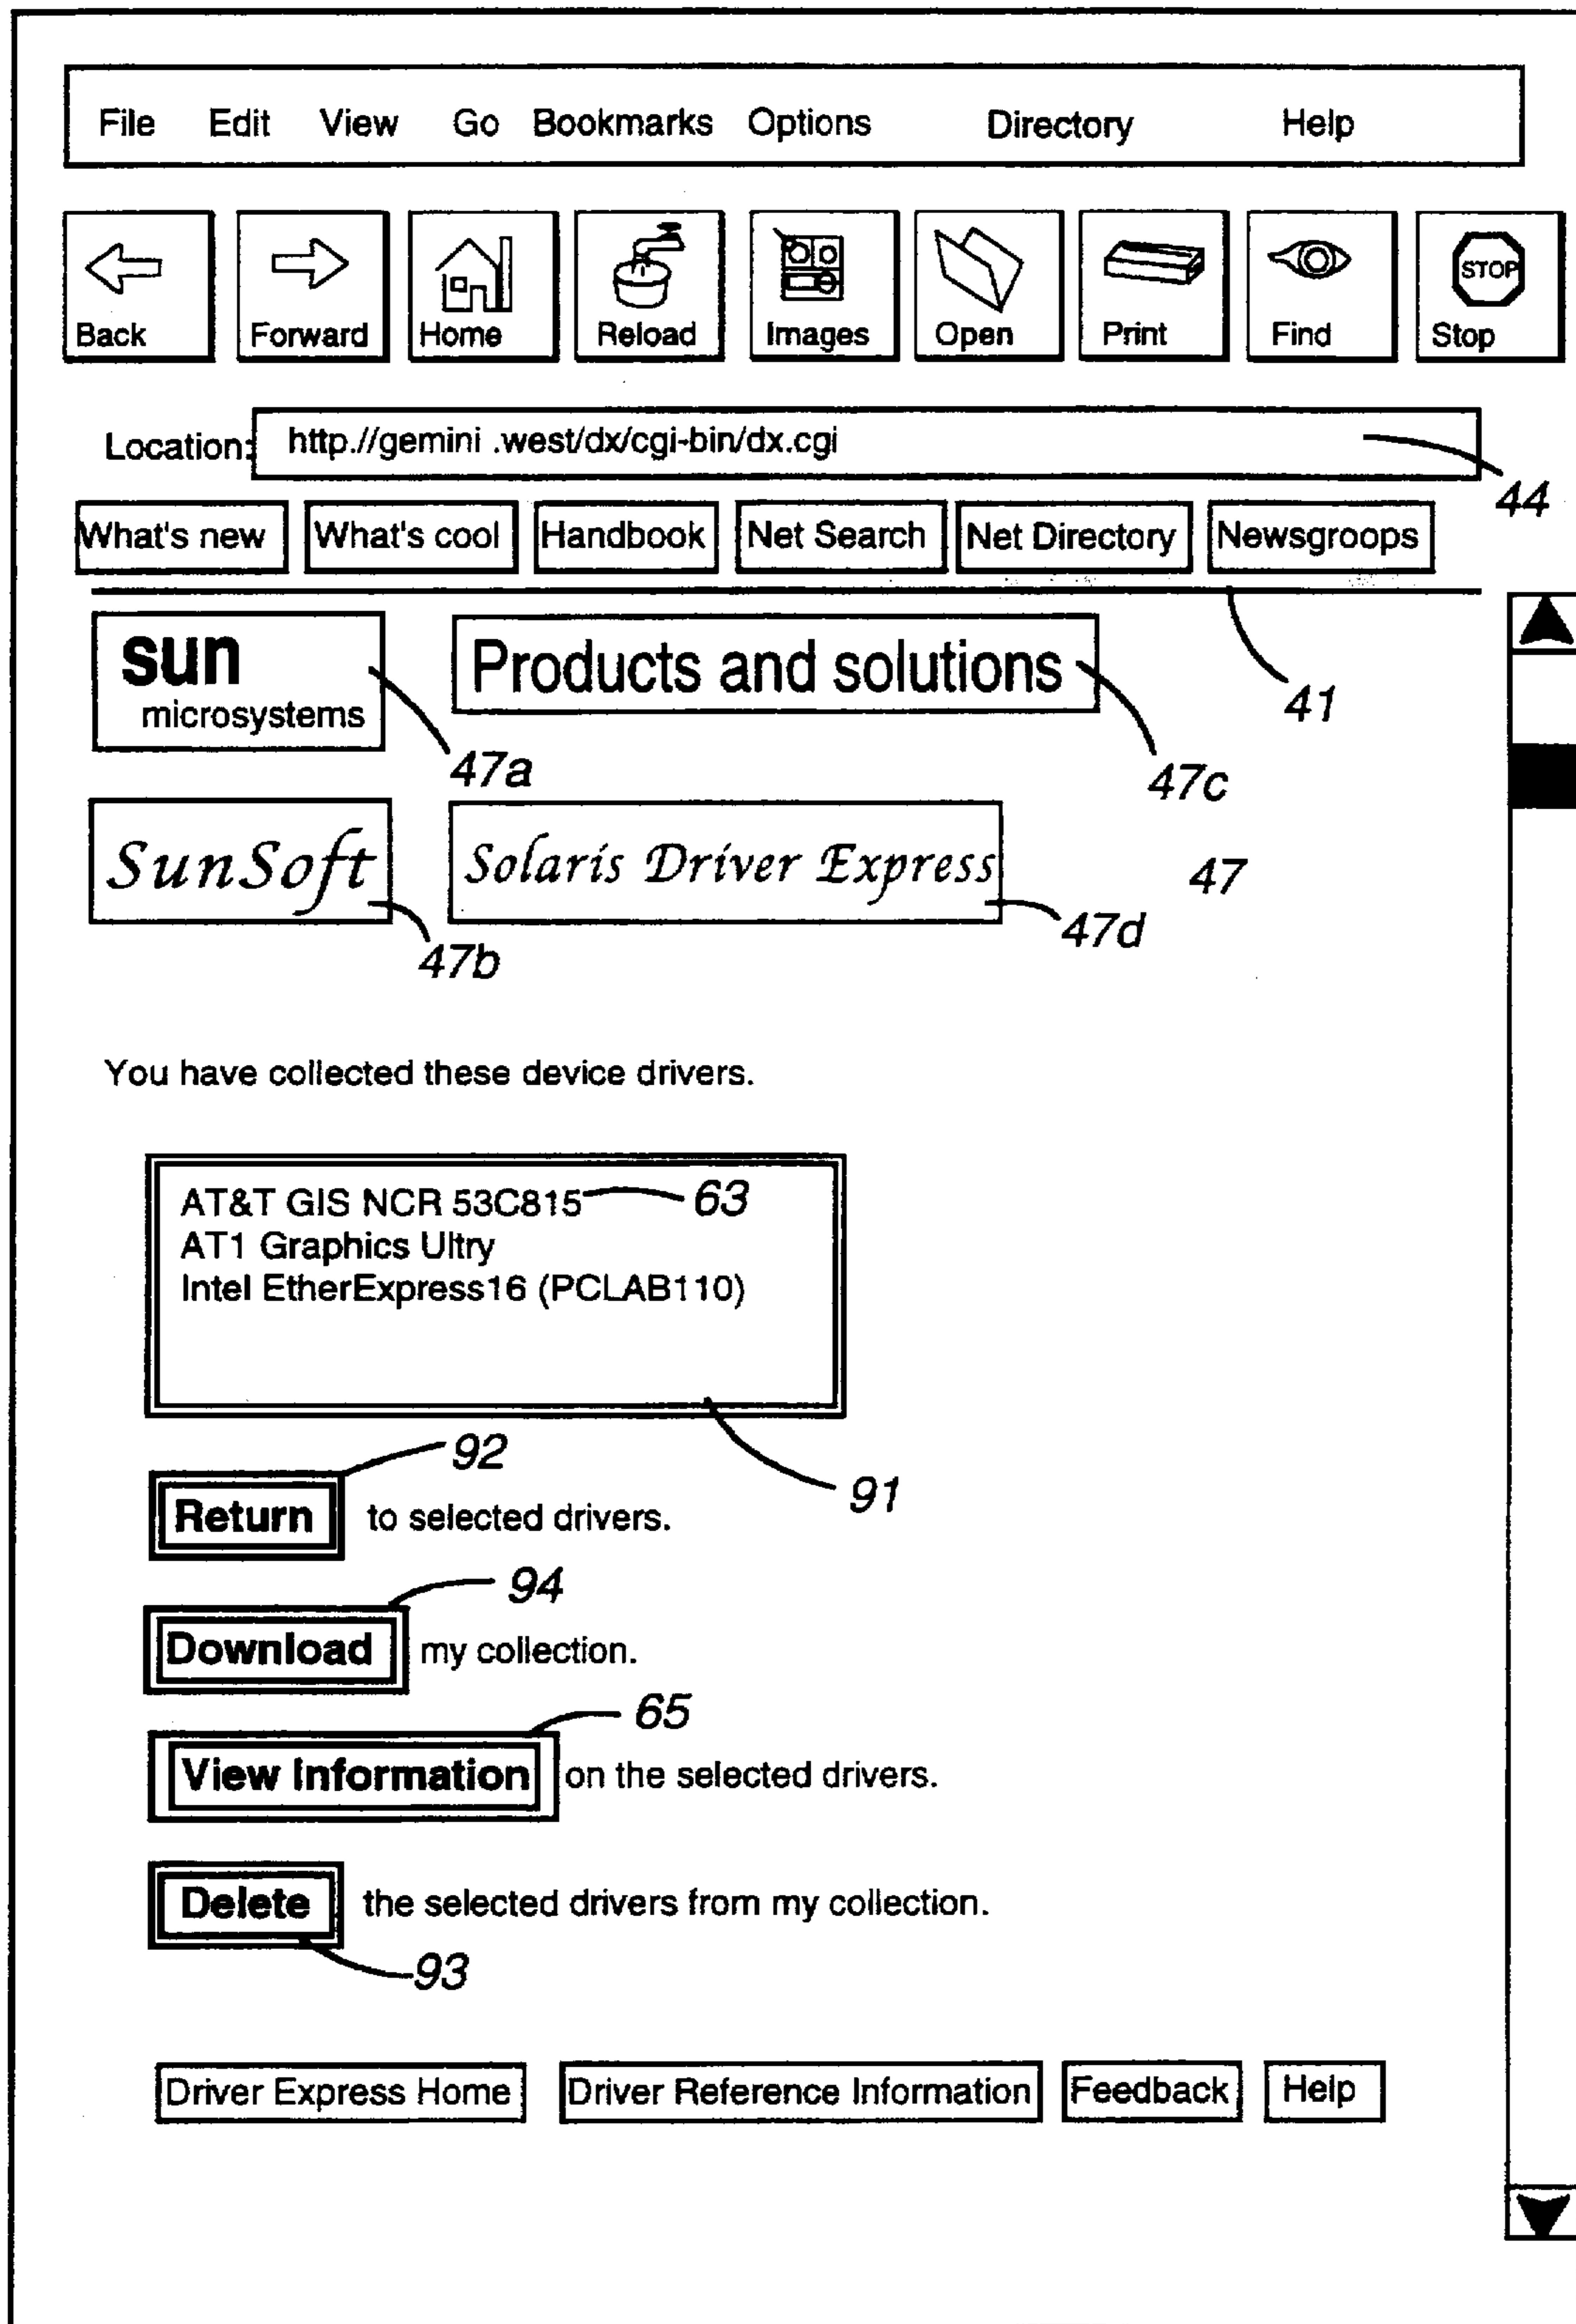 File Edit View Go Bookmarks Options Directory Help
Back Forward Home Reload Images Open Print Find STOP Stop
Location: http.//gemini .west/dx/cgi-bin/dx.cgi
44
What's new What's cool Handbook Net Search Net Directory Newsgroops
41
sun
microsystems
47a
Products and solutions
47c
SunSoft
47b
Solaris Driver Express
47d
47
You have collected these device drivers.
AT&T GIS NCR 53C815 63
AT1 Graphics Ultry
Intel EtherExpress16 (PCLAB110)
91
92
Return to selected drivers.
94
Download my collection.
65
View Information on the selected drivers.
Delete the selected drivers from my collection.
93
Driver Express Home Driver Reference Information Feedback Help